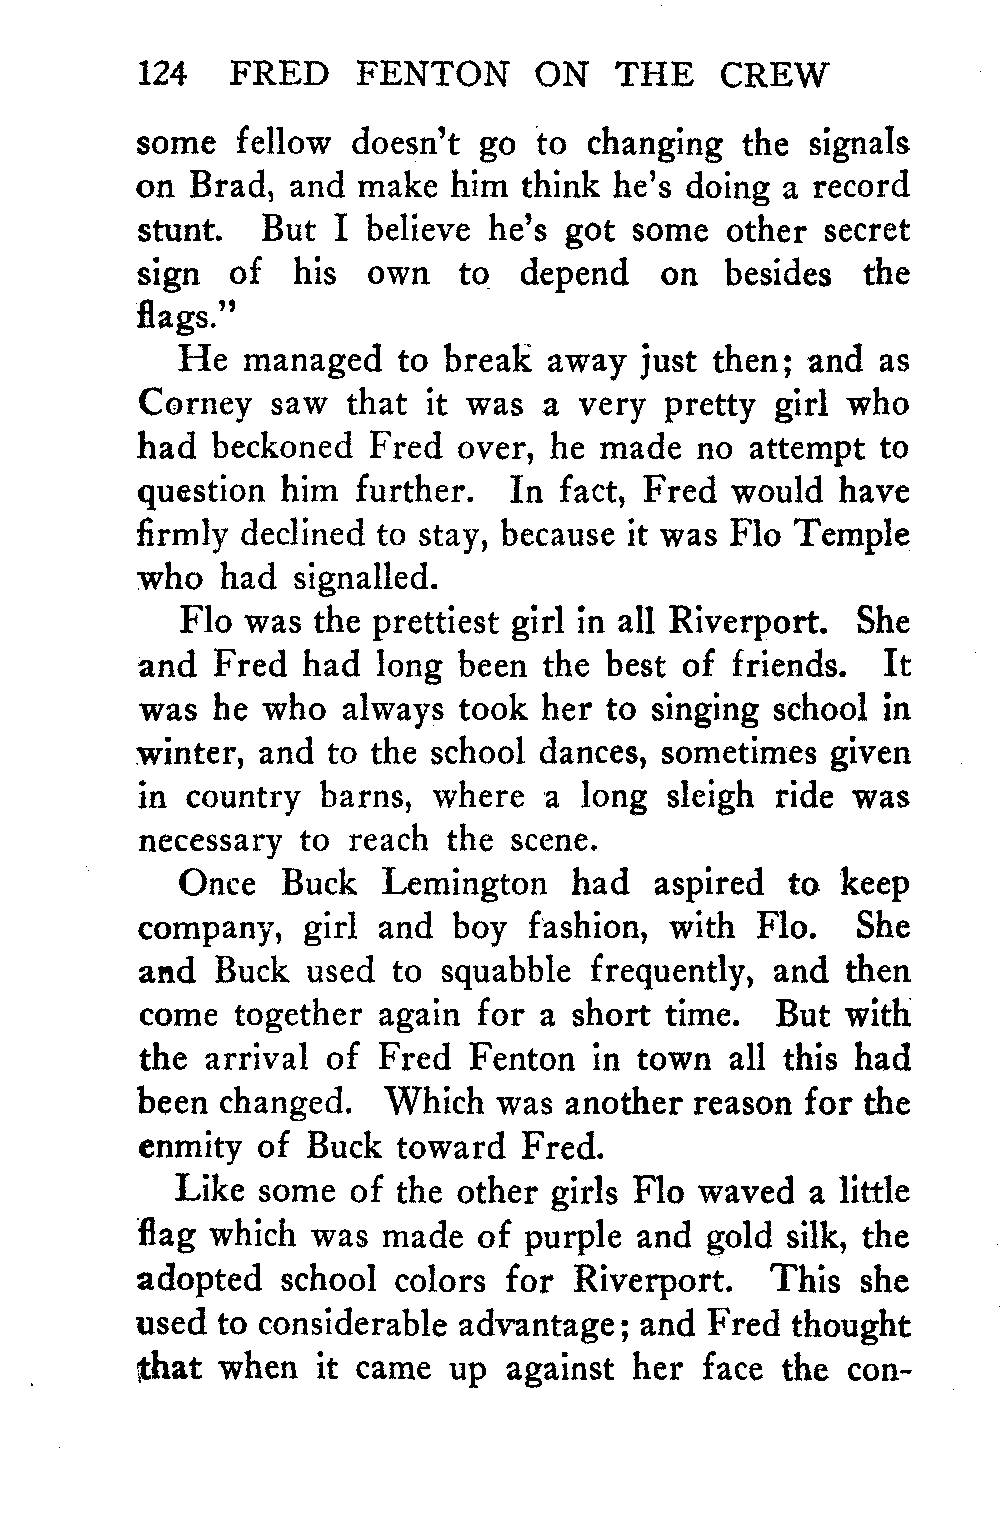 124 FRED FENTON ON THE CREW
some fellow doesn't go to changing the signals
on Brad, and make him think he's doing a record
stunt. But I believe he's got some other secret
sign of his own to depend on besides the
flags."
He managed to break away just then; and as
Corney saw that it was a very pretty girl who
had beckoned Fred over, he made no attempt to
question him further. In fact, Fred would have
firmly declined to stay, because it was Flo Temple
who had signalled.
Flo was the prettiest girl in all Riverport. She
and Fred had long been the best of friends. It
was he who always took her to singing school in
winter, and to the school dances, sometimes given
in country barns, where a long sleigh ride was
necessary to reach the scene.
Once Buck Lemington had aspired to keep
company, girl and boy fashion, with Flo. She
and Buck used to squabble frequently, and then
come together again for a short time. But with
the arrival of Fred Fenton in town all this had
been changed. Which was another reason for the
enmity of Buck toward Fred.
Like some of the other girls Flo waved a little
flag which was made of purple and gold silk, the
adopted school colors for Riverport. This she
used to considerable advantage; and Fred thought
that when it came up against her face the con-